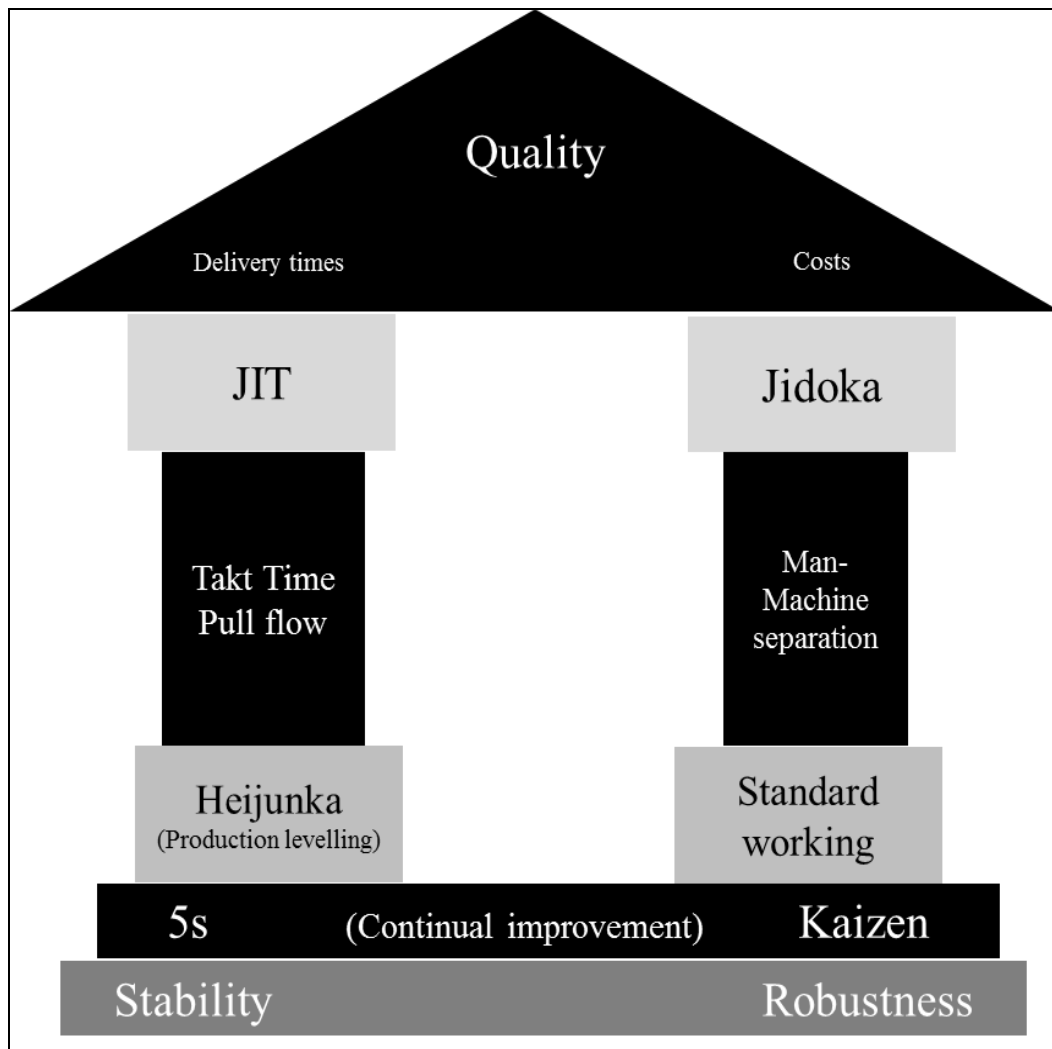 Quality
Delivery times
Costs
JIT
Jidoka
Takt Time
Pull flow
Man-
Machine
separation
Heijunka
(Production levelling)
Standard
working
5s (Continual improvement) Kaizen
Stability Robustness